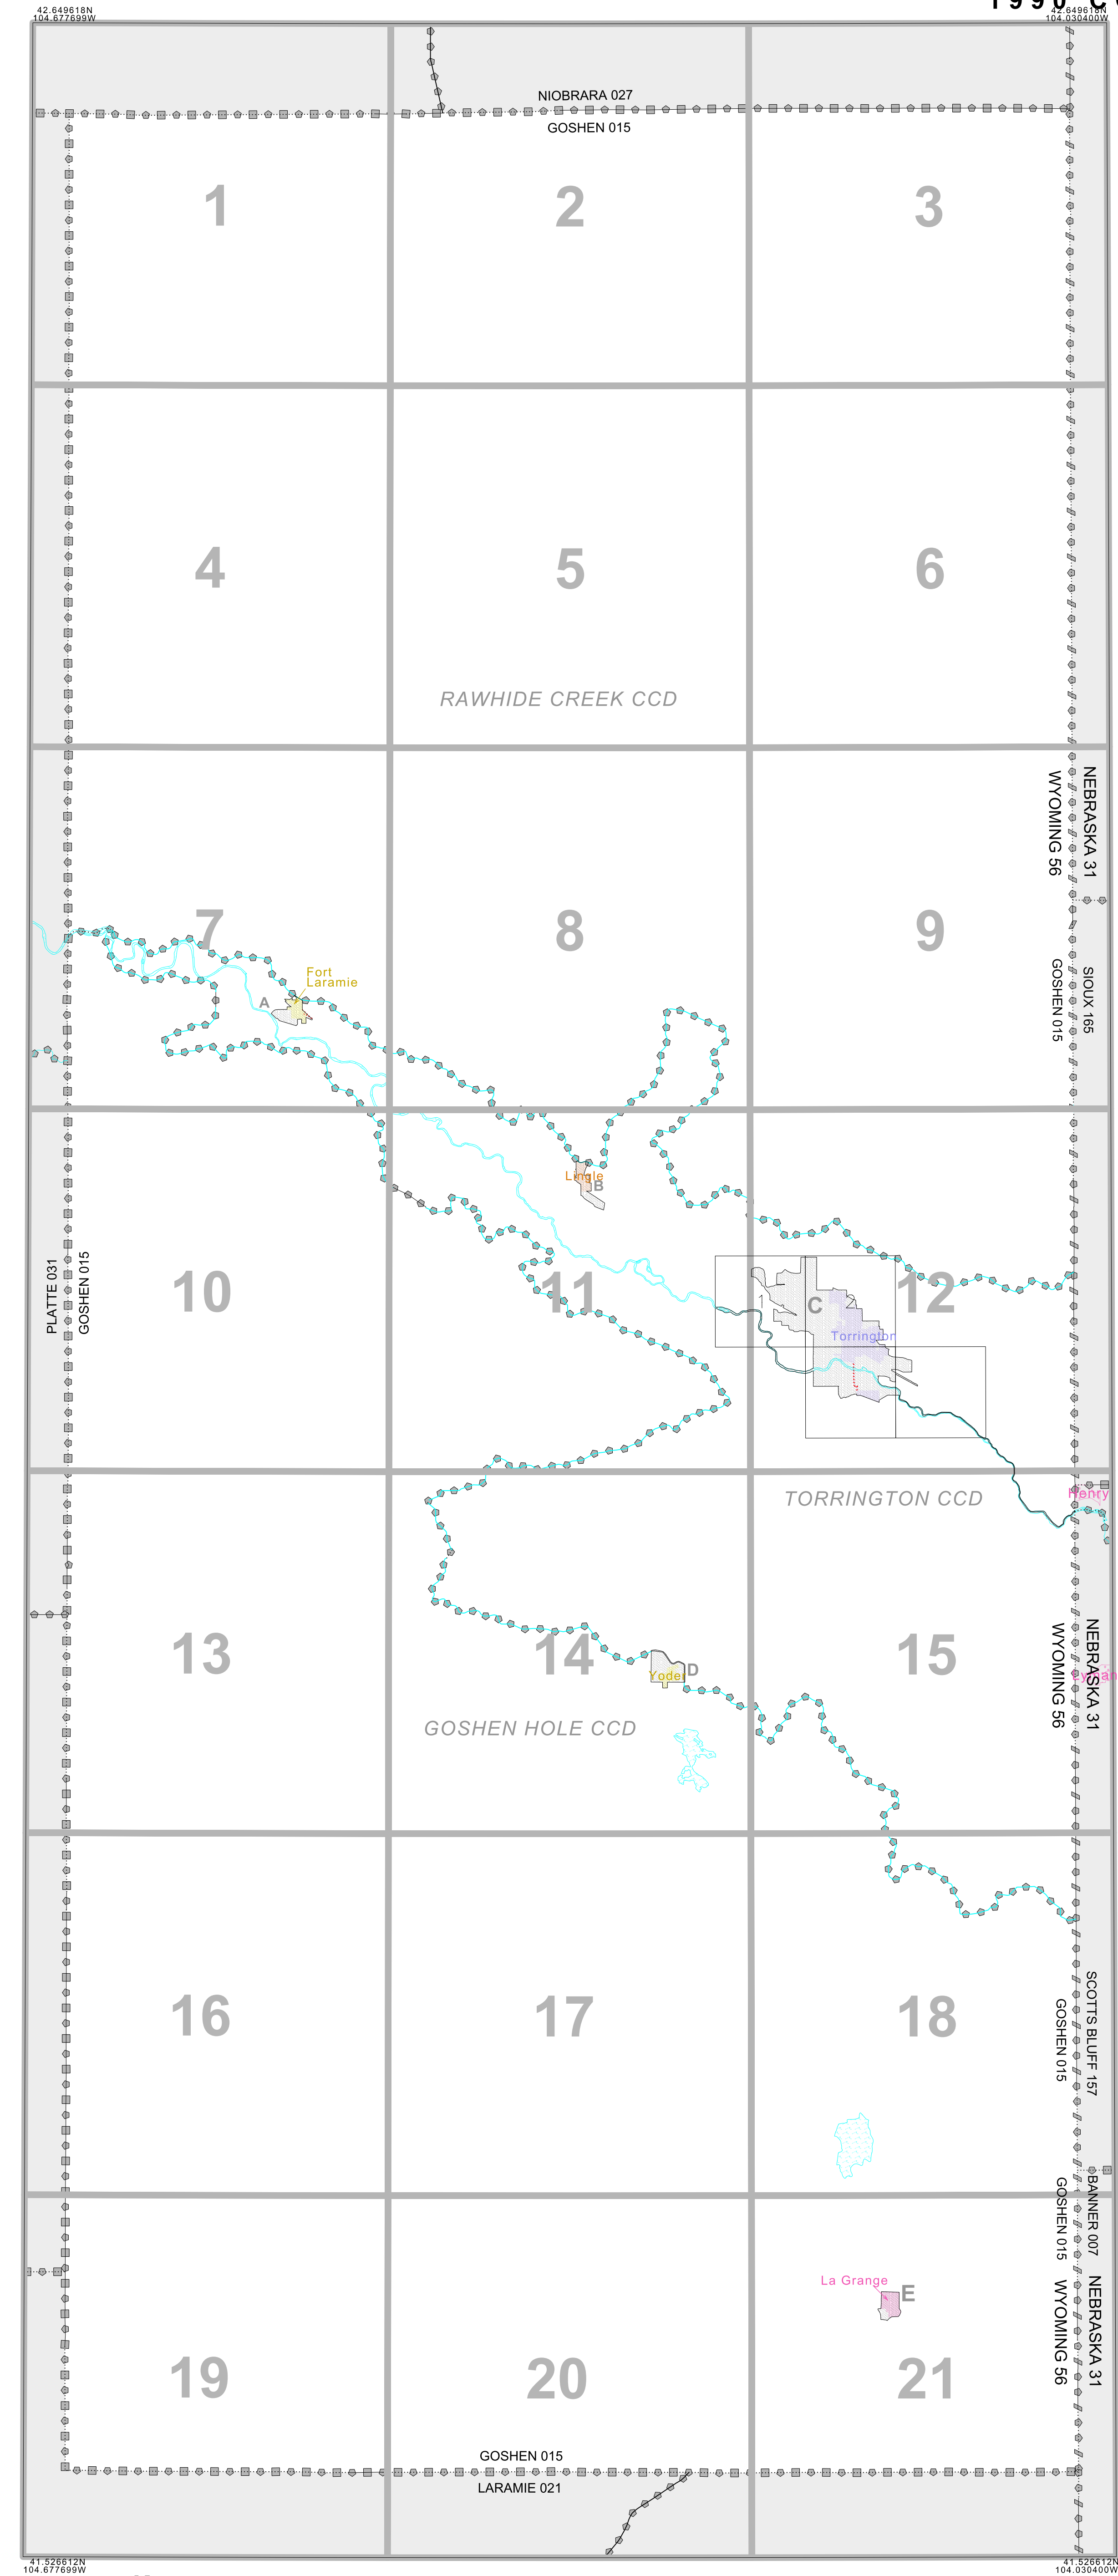 1990 C
42.649618N
104.677699W
42.649618N
104.030400W
NIOBRARA 027
GOSHEN 015
1
2
3
4
5
6
RAWHIDE CREEK CCD
NEBRASKA 31
WYOMING 56
7
8
9
SIOUX 165
GOSHEN 015
Fort
Laramie
A
Lingle
B
PLATTE 031
GOSHEN 015
10
11
12
1
C
Torrington
Henry
TORRINGTON CCD
13
14
15
NEBRASKA 31
WYOMING 56
Lyman
Yoder
D
GOSHEN HOLE CCD
16
17
18
SCOTTS BLUFF 157
GOSHEN 015
BANNER 007
GOSHEN 015
La Grange
E
NEBRASKA 31
WYOMING 56
19
20
21
GOSHEN 015
LARAMIE 021
41.526612N
104.677699W
41.526612N
104.030400W